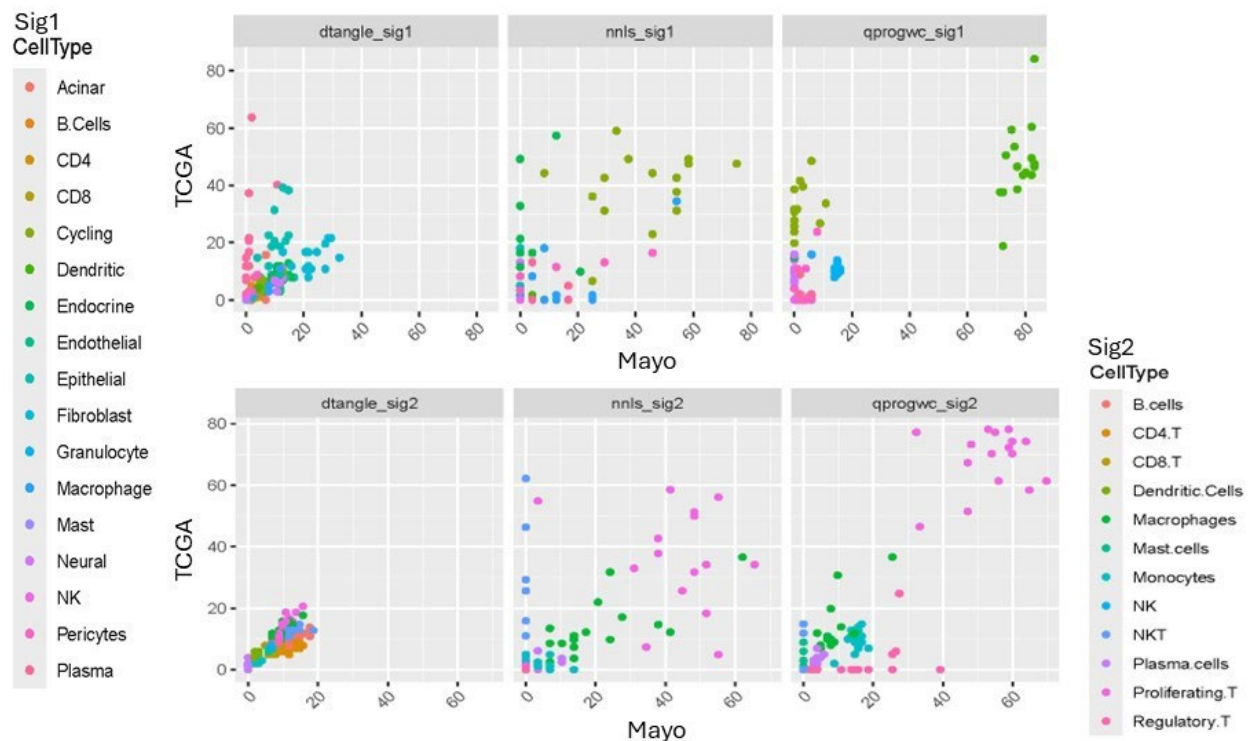 Sig1
CellType
Acinar
B.Cells
CD4
CD8
Cycling
Dendritic
Endocrine
Endothelial
Epithelial
Fibroblast
Granulocyte
Macrophage
Mast
Neural
NK
Pericytes
Plasma
dtangle_sig1 nnls_sig1 qprogwc_sig1
TCGA
80
60
40
20
0
0 20 40 60 80 0 20 40 60 80 0 20 40 60 80
Mayo
dtangle_sig2 nnls_sig2 qprogwc_sig2
TCGA
80
60
40
20
0
0 20 40 60 0 20 40 60 0 20 40 60
Mayo
Sig2
CellType
B.cells
CD4.T
CD8.T
Dendritic.Cells
Macrophages
Mast.cells
Monocytes
NK
NKT
Plasma.cells
Proliferating.T
Regulatory.T